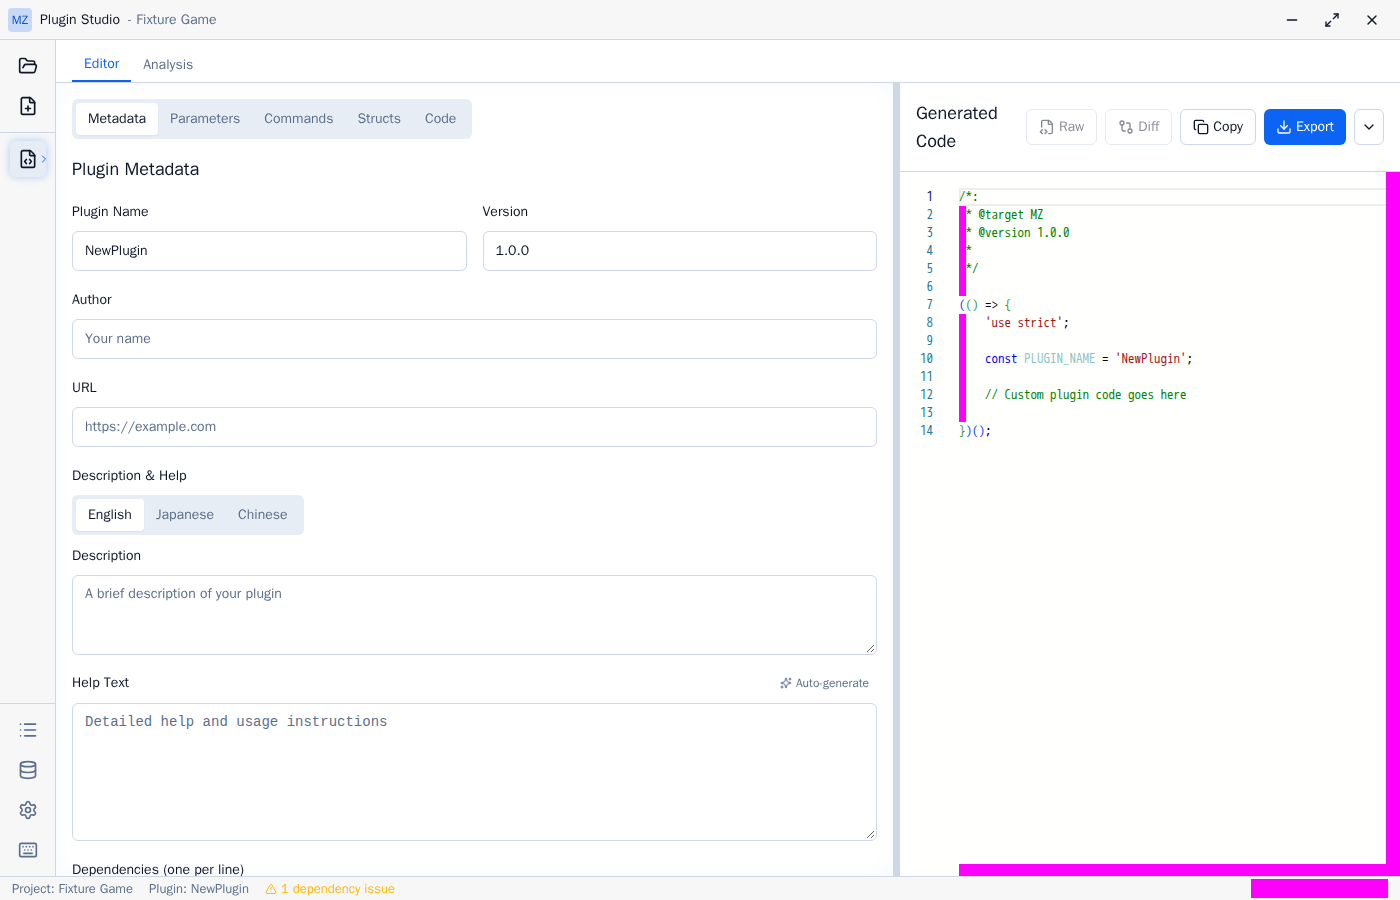 MZ Plugin Studio - Fixture Game
Editor Analysis
Metadata Parameters Commands Structs Code
Plugin Metadata
Plugin Name Version
NewPlugin 1.0.0
Author
Your name
URL
https://example.com
Description & Help
English Japanese Chinese
Description
A brief description of your plugin
Help Text Auto-generate
Detailed help and usage instructions
Dependencies (one per line)
Generated
Code
Raw Diff Copy Export
1 /*:
2 * @target MZ
3 * @version 1.0.0
4 *
5 */
6
7 (() => {
8 'use strict';
9
10 const PLUGIN_NAME = 'NewPlugin';
11
12 // Custom plugin code goes here
13
14 })();
Project: Fixture Game Plugin: NewPlugin 1 dependency issue